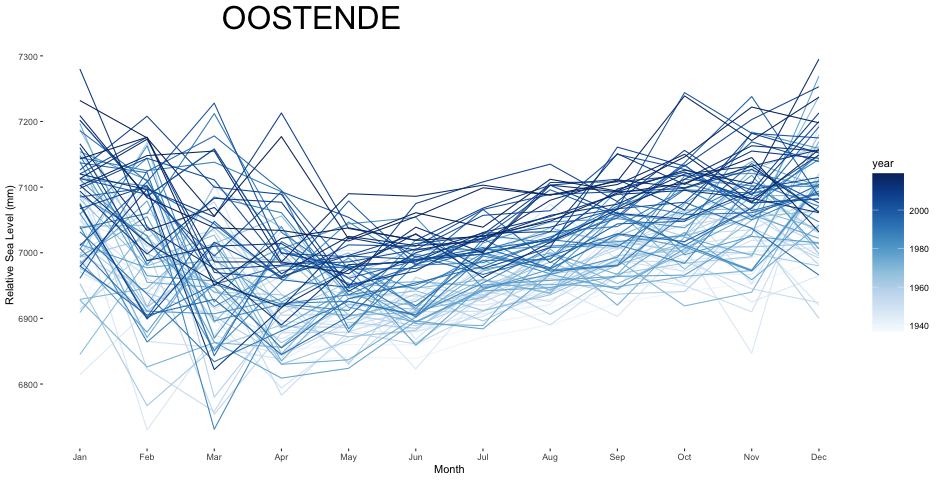 OOSTENDE
7300
7200
7100
7000
6900
6800
Relative Sea Level (mm)
Jan Feb Mar Apr May Jun Jul Aug Sep Oct Nov Dec
Month
year
2000
1980
1960
1940